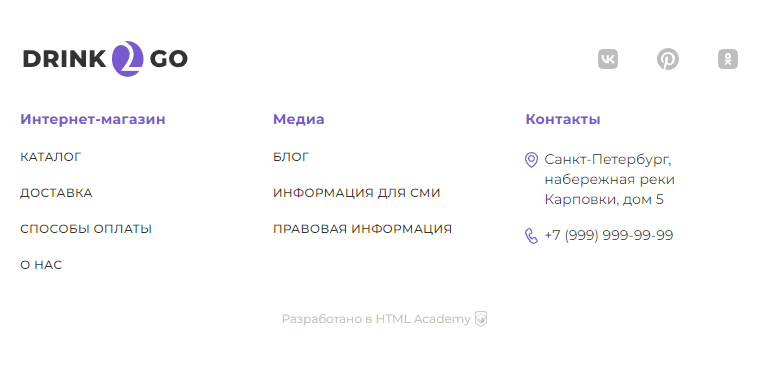 DRINK 2 GO
Интернет-магазин
КАТАЛОГ
ДОСТАВКА
СПОСОБЫ ОПЛАТЫ
О НАС
Медиа
БЛОГ
ИНФОРМАЦИЯ ДЛЯ СМИ
ПРАВОВАЯ ИНФОРМАЦИЯ
Контакты
Санкт-Петербург,
набережная реки
Карповки, дом 5
+7 (999) 999-99-99
Разработано в HTML Academy